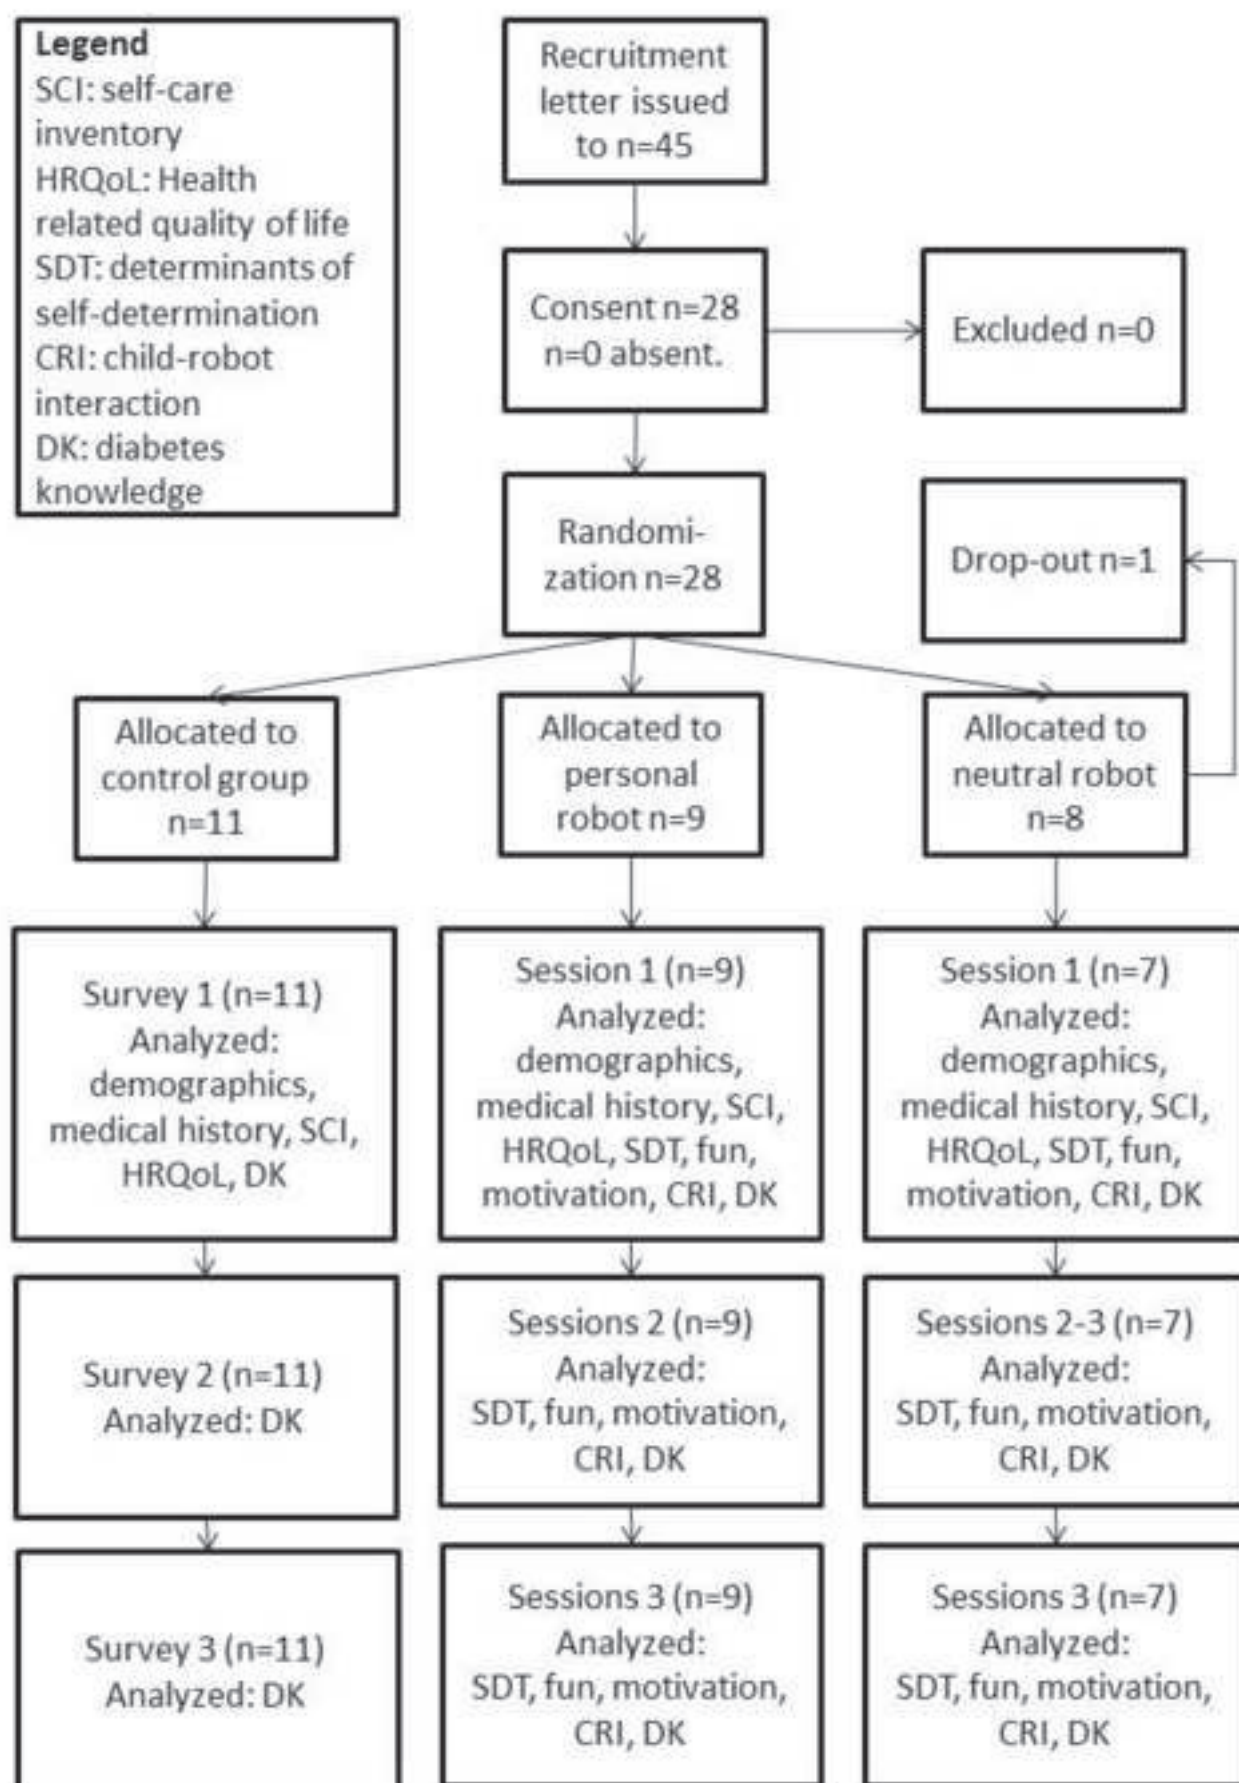 Legend
SCI: self-care
inventory
HRQoL: Health
related quality of life
SDT: determinants of
self-determination
CRI: child-robot
interaction
DK: diabetes
knowledge
Recruitment
letter issued
to n=45
Consent n=28
n=0 absent.
Excluded n=0
Randomi-
zation n=28
Drop-out n=1
Allocated to
control group
n=11
Allocated to
personal
robot n=9
Allocated to
neutral robot
n=8
Survey 1 (n=11)
Analyzed:
demographics,
medical history, SCI,
HRQoL, DK
Session 1 (n=9)
Analyzed:
demographics,
medical history, SCI,
HRQoL, SDT, fun,
motivation, CRI, DK
Session 1 (n=7)
Analyzed:
demographics,
medical history, SCI,
HRQoL, SDT, fun,
motivation, CRI, DK
Survey 2 (n=11)
Analyzed: DK
Sessions 2 (n=9)
Analyzed:
SDT, fun, motivation,
CRI, DK
Sessions 2-3 (n=7)
Analyzed:
SDT, fun, motivation,
CRI, DK
Survey 3 (n=11)
Analyzed: DK
Sessions 3 (n=9)
Analyzed:
SDT, fun, motivation,
CRI, DK
Sessions 3 (n=7)
Analyzed:
SDT, fun, motivation,
CRI, DK